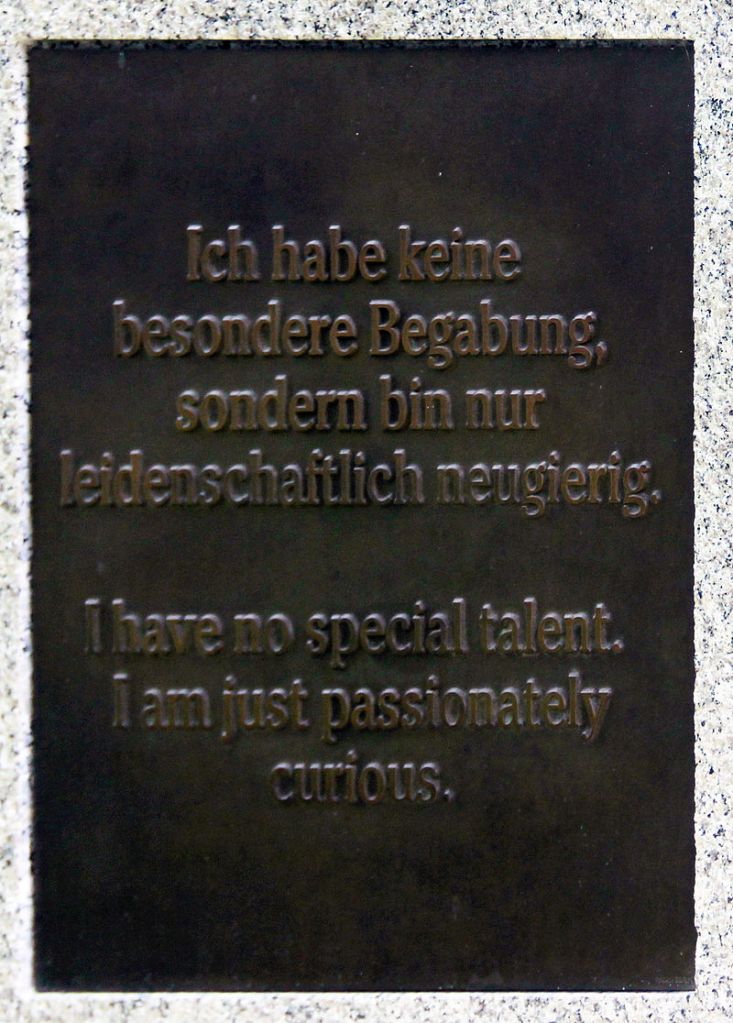 Ich habe keine
besondere Begabung,
sondern bin nur
leidenschaftlich neugierig.
I have no special talent.
I am just passionately
curious.